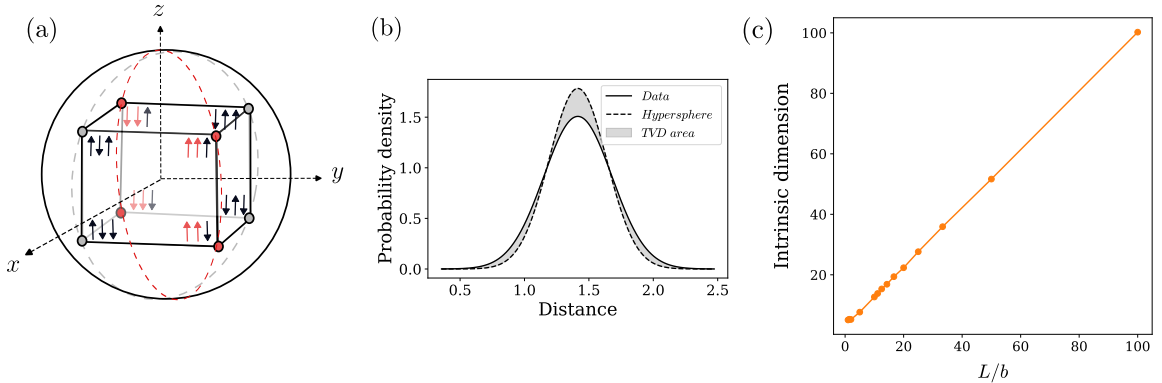 (a)
z
y
x
(b)
Probability density
1.5
1.0
0.5
0.0
Data
Hypersphere
TVD area
0.5 1.0 1.5 2.0 2.5
Distance
(c)
Intrinsic dimension
100
80
60
40
20
0 20 40 60 80 100
L/b